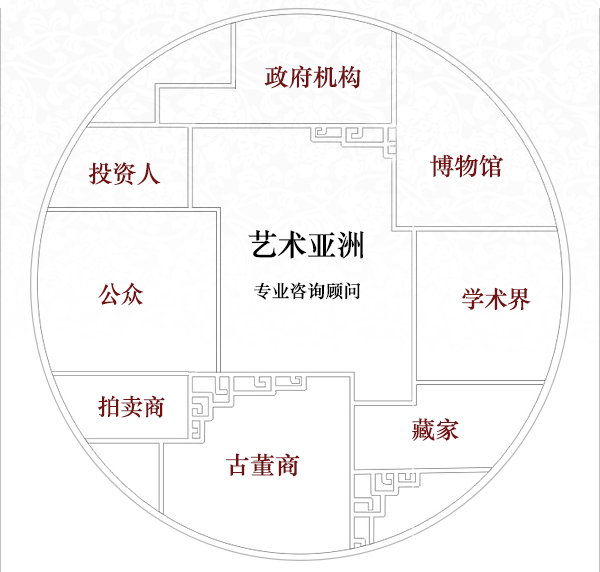 政府机构
博物馆
投资人
艺术亚洲
专业咨询顾问
公众
学术界
拍卖商
藏家
古董商